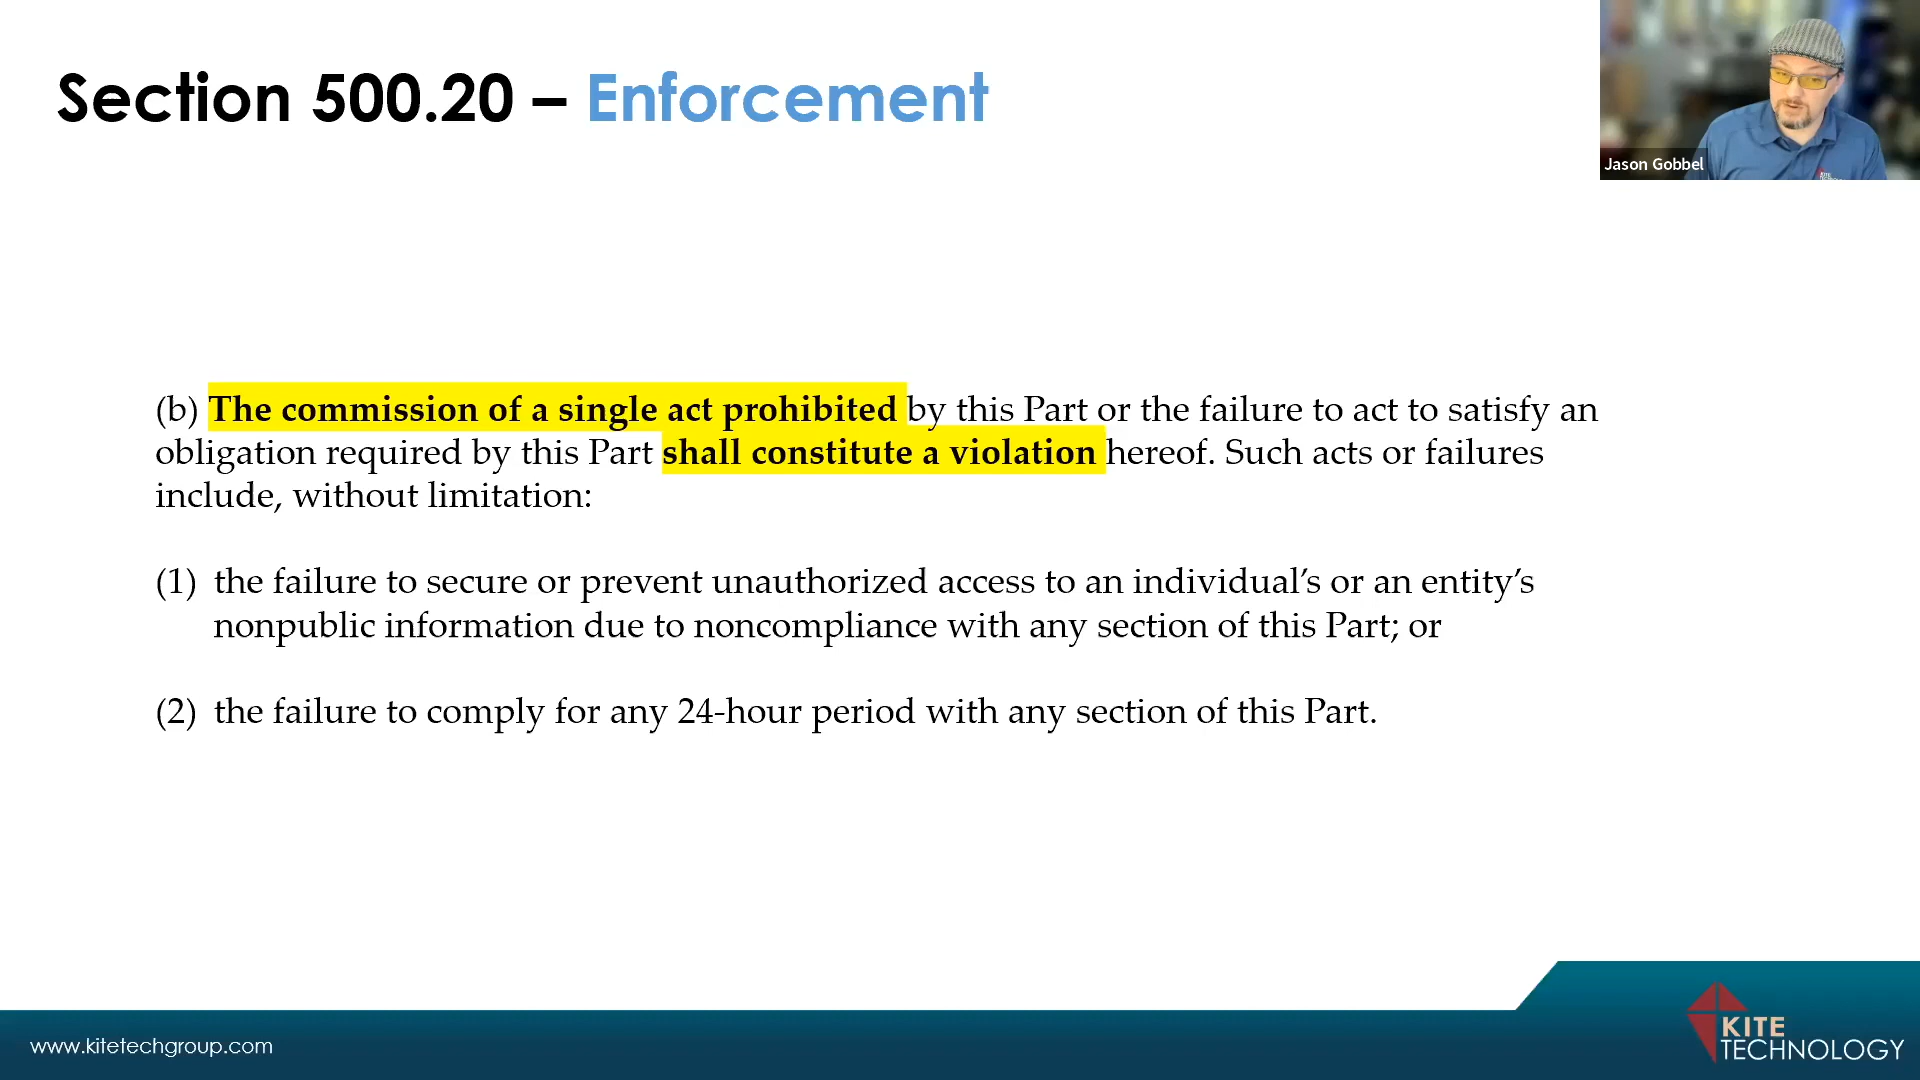 Section 500.20 – Enforcement
Jason Gobbel
(b) The commission of a single act prohibited by this Part or the failure to act to satisfy an
obligation required by this Part shall constitute a violation hereof. Such acts or failures
include, without limitation:
(1) the failure to secure or prevent unauthorized access to an individual’s or an entity’s
nonpublic information due to noncompliance with any section of this Part; or
(2) the failure to comply for any 24-hour period with any section of this Part.
www.kitetechgroup.com
KITE
TECHNOLOGY